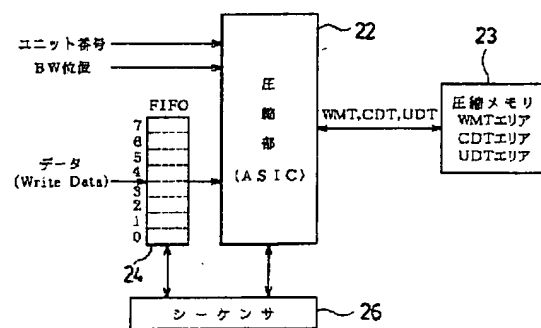 22
ユニット番号
BW位置
FIFO
7
6
5
4
3
2
1
0
データ
(Write Data)
24
圧縮部
(ASIC)
WMT,CDT,UDT
23
圧縮メモリ
WMTエリア
CDTエリア
UDTエリア
シーケンサ
26